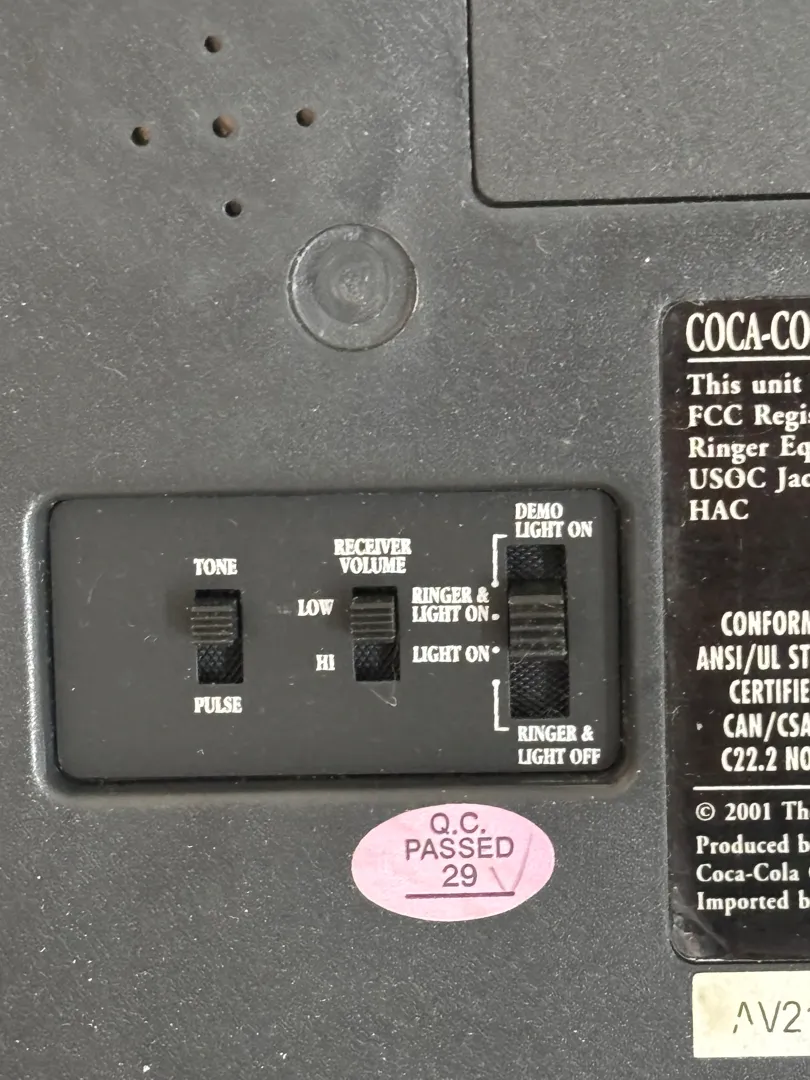 COCA-CO
This unit
FCC Regis
Ringer Eq
USOC Jac
HAC
DEMO
LIGHT ON
RECEIVER
VOLUME
TONE
RINGER &
LIGHT ON
LOW
LIGHT ON
HI
PULSE
RINGER &
LIGHT OFF
CONFORM
ANSI/UL ST
CERTIFIE
CAN/CSA
C22.2 NO
© 2001 Th
Produced b
Coca-Cola
Imported b
Q.C.
PASSED
29
AV2